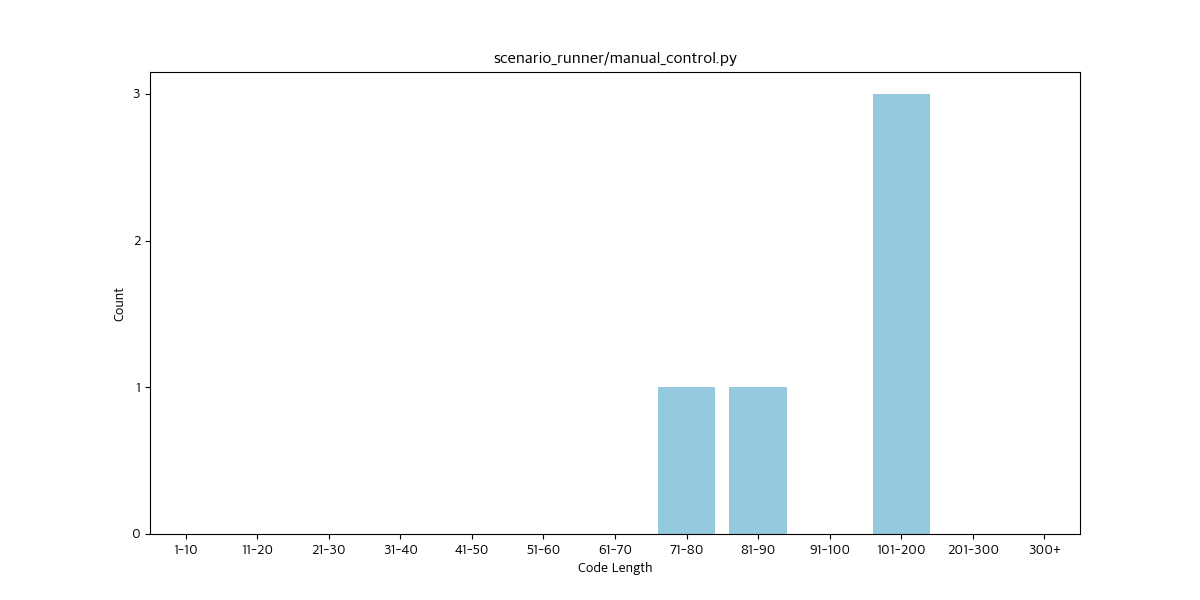 scenario_runner/manual_control.py
3
2
1
0
Count
1-10 11-20 21-30 31-40 41-50 51-60 61-70 71-80 81-90 91-100 101-200 201-300 300+
Code Length